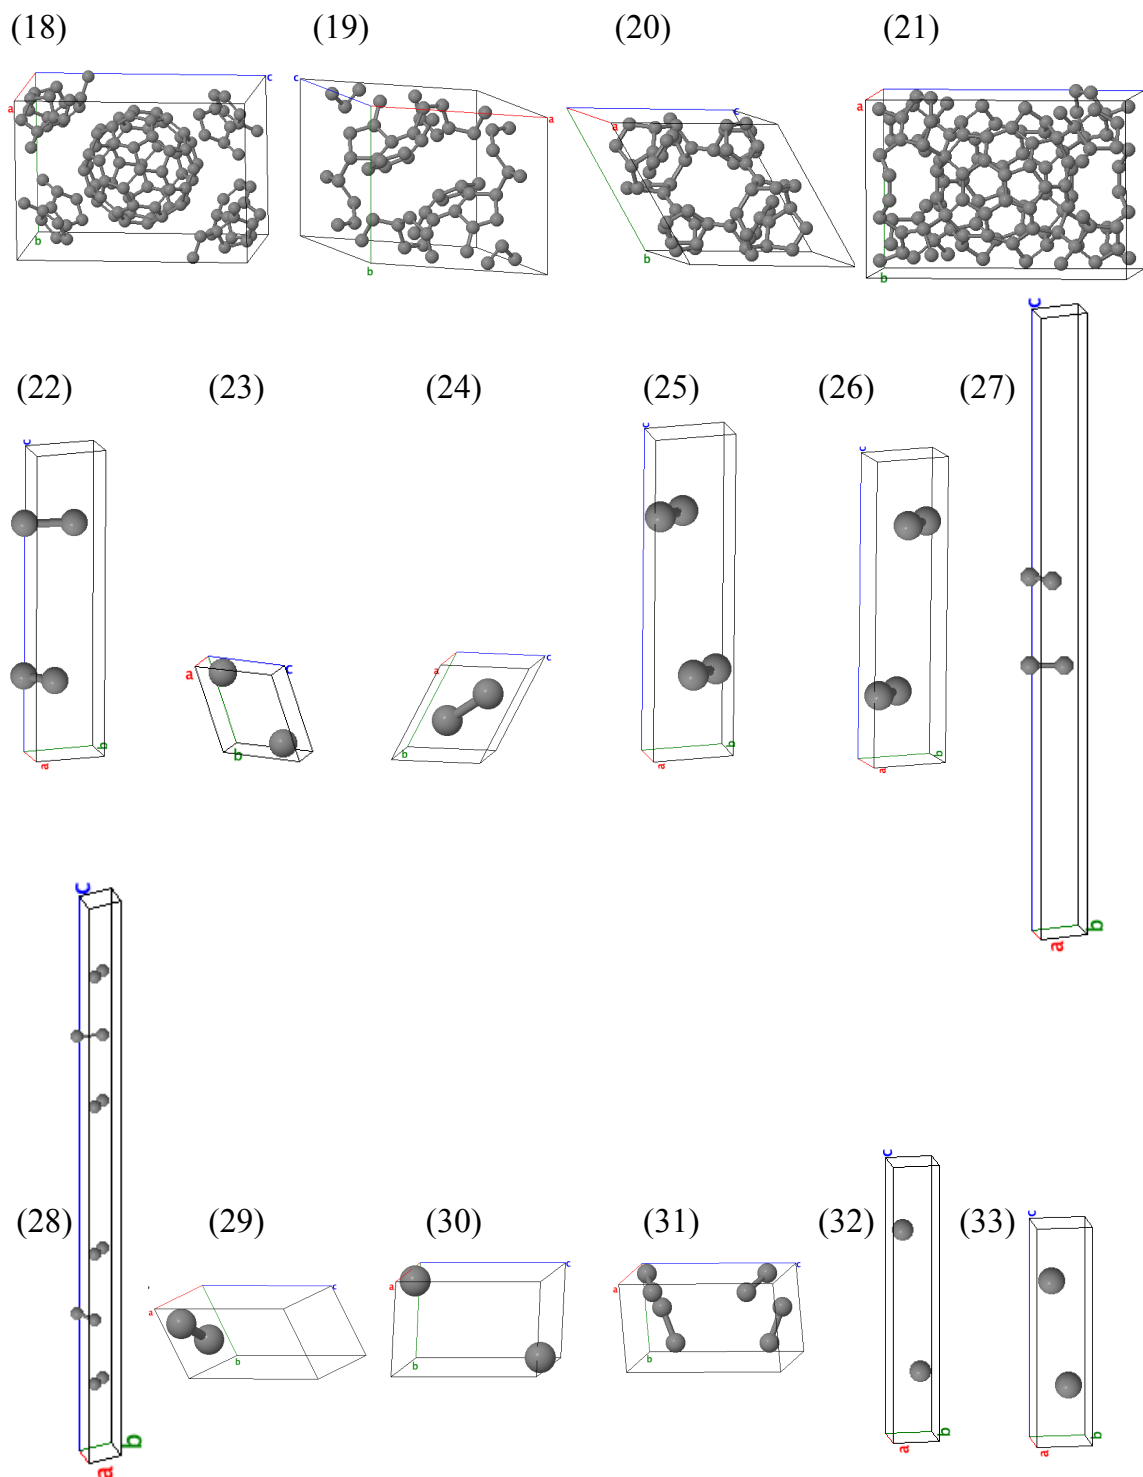 (18) (19) (20) (21)
c c c
a a a a
b b b b
(22) (23) (24) (25) (26) (27)
c c c c c c
a a a a a a
b b b b b b
(28) (29) (30) (31) (32) (33)
c c c c c c
a a a a a a
b b b b b b